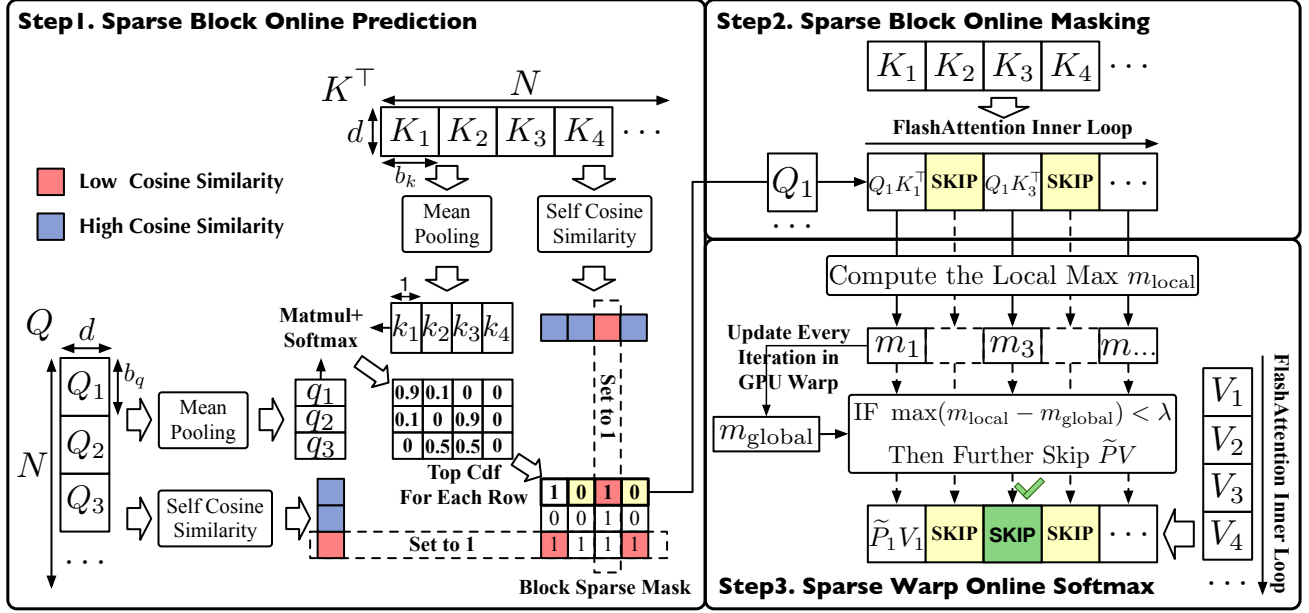 Step1. Sparse Block Online Prediction
K⊤
N
d
K1 K2 K3 K4 ···
bk
Low Cosine Similarity
High Cosine Similarity
Mean
Pooling
Self Cosine
Similarity
1
Matmul+
Softmax
k1 k2 k3 k4
Q
d
N
bq
Q1
Q2
Q3
···
Mean
Pooling
q1
q2
q3
0.9 0.1 0 0
0.1 0 0.9 0
0 0.5 0.5 0
Set to 1
Top Cdf
For Each Row
Self Cosine
Similarity
1 0 1 0
0 0 1 0
1 1 1 1
Set to 1
Block Sparse Mask
Step2. Sparse Block Online Masking
K1 K2 K3 K4 ···
FlashAttention Inner Loop
Q1
···
Q1K1⊤ SKIP Q1K3⊤ SKIP ···
Compute the Local Max mlocal
Update Every
Iteration in
GPU Warp
m1 m3 m...
mglobal
IF max(mlocal − mglobal) < λ
Then Further Skip P̃V
P̃1V1 SKIP SKIP SKIP ···
V1
V2
V3
V4
···
FlashAttention Inner Loop
Step3. Sparse Warp Online Softmax